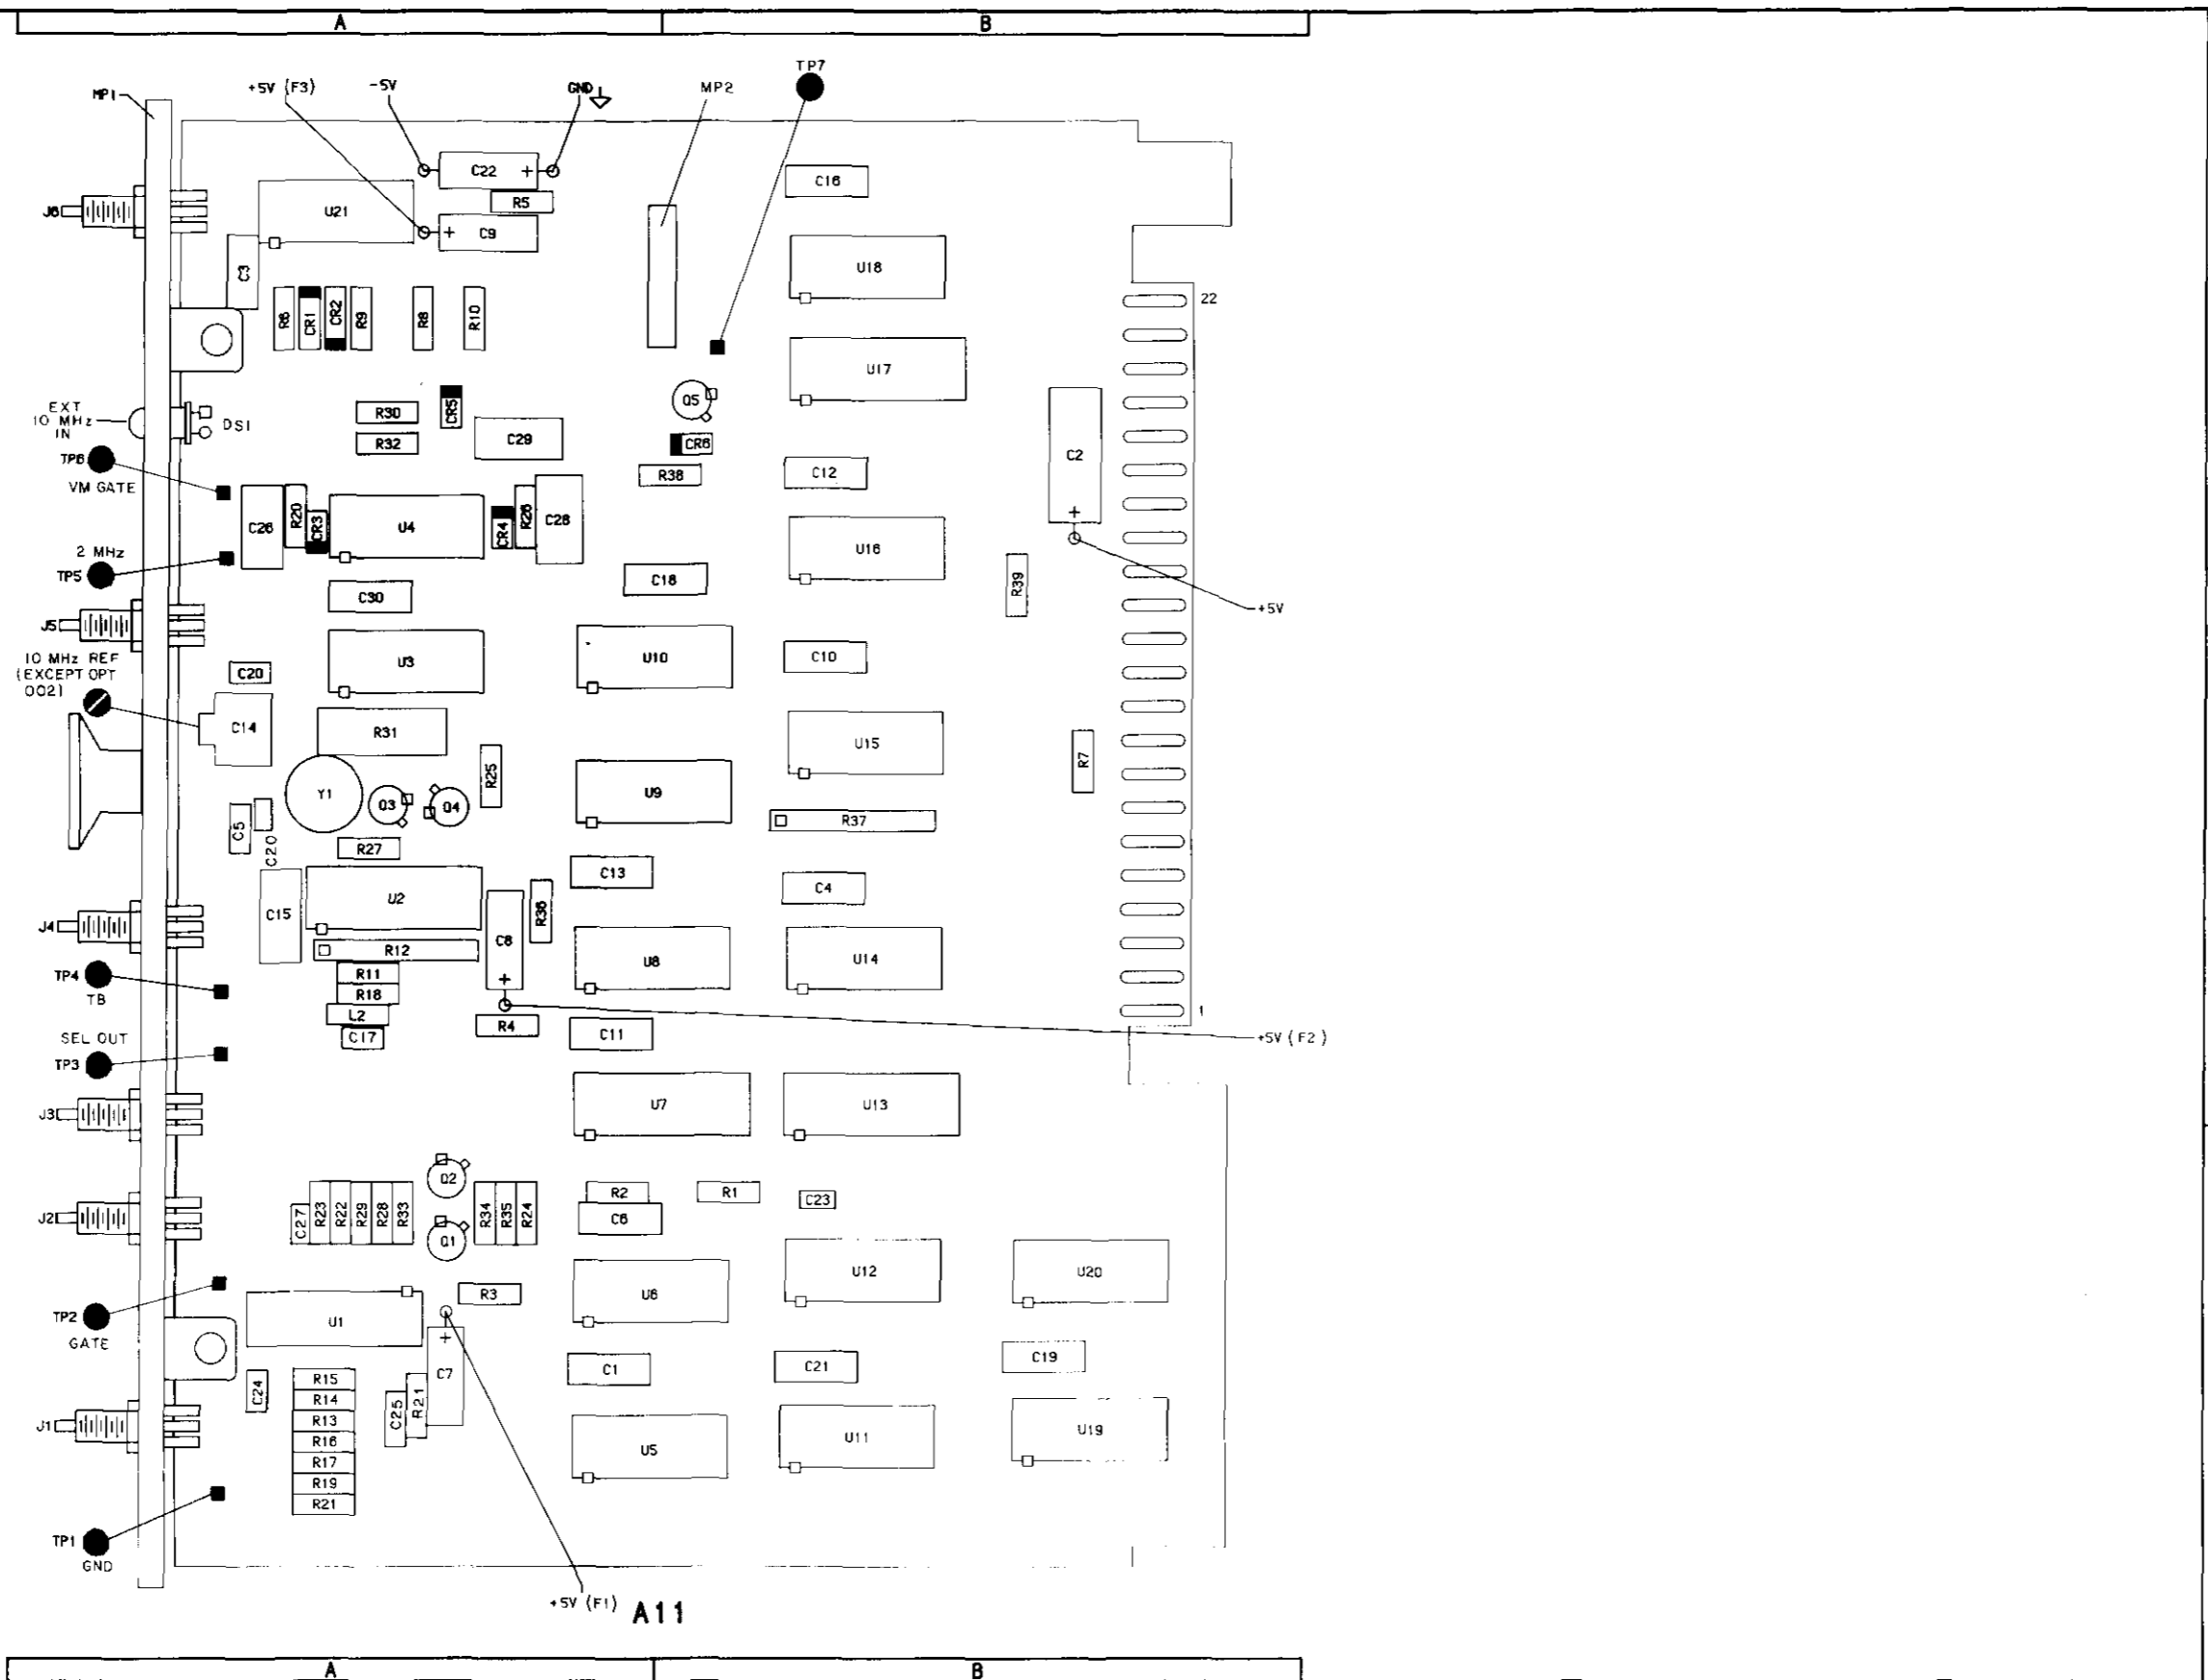 A B
TP7
MP1 +5V (F3) -5V GND MP2
C22 + C16
J6 U21 R5
+ C9
C3 U18
22
R6 CR1 CR2 R9 R8 R10
U17
EXT
10 MHz
IN
DS1 R30 CR5 Q5
R32 C29 CR6
TP6 C2
VM GATE R38 C12
C26 R20 CR3 U4 CR4 R26 C28 +
2 MHz U16
TP5 C18 R39
C30 +5V
J5
10 MHz REF
(EXCEPT OPT
002)
C20 U3 U10 C10
C14 R31 U15
R25 R7
Y1 Q3 Q4 U9
C5 R37
C20 R27
C13 C4
C15 U2 R36
J4 C8
R12 U8 U14
TP4 R11 +
TB R18
L2 R4 1
SEL OUT C17 C11 +5V (F2)
TP3
J3 U7 U13
Q2
R2 R1 C23
J2 C27 R23 R22 R29 R28 R33 R34 R35 R24 C6
Q1
U12 U20
R3 U6
TP2 U1
GATE +
C7 C1 C21 C19
C24 R15
R14 C25 R21
J1 R13
R16 U5 U11 U19
R17
R19
R21
TP1
GND
+5V (F1) A11
A B